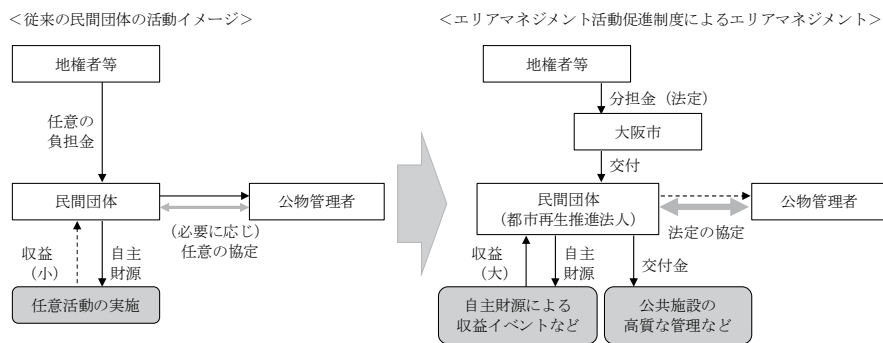 ＜従来の民間団体の活動イメージ＞
地権者等
任意の
負担金
民間団体
公物管理者
（必要に応じ）
任意の協定
収益
（小）
自主
財源
任意活動の実施
＜エリアマネジメント活動促進制度によるエリアマネジメント＞
地権者等
分担金（法定）
大阪市
交付
民間団体
（都市再生推進法人）
公物管理者
法定の協定
収益
（大）
自主
財源
交付金
自主財源による
収益イベントなど
公共施設の
高質な管理など